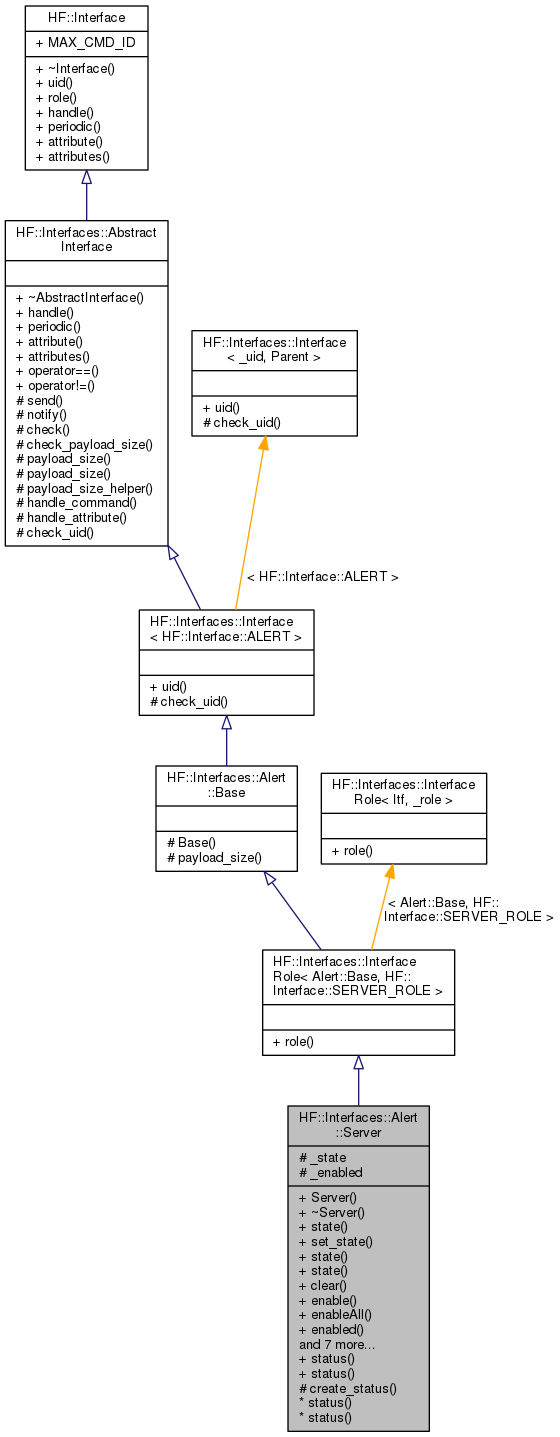 HF::Interface
+ MAX_CMD_ID
+ ~Interface()
+ uid()
+ role()
+ handle()
+ periodic()
+ attribute()
+ attributes()
HF::Interfaces::Abstract
Interface
+ ~AbstractInterface()
+ handle()
+ periodic()
+ attribute()
+ attributes()
+ operator==()
+ operator!=()
# send()
# notify()
# check()
# check_payload_size()
# payload_size()
# payload_size()
# payload_size_helper()
# handle_command()
# handle_attribute()
# check_uid()
HF::Interfaces::Interface
< _uid, Parent >
+ uid()
# check_uid()
< HF::Interface::ALERT >
HF::Interfaces::Interface
< HF::Interface::ALERT >
+ uid()
# check_uid()
HF::Interfaces::Alert
::Base
# Base()
# payload_size()
HF::Interfaces::Interface
Role< Itf, _role >
+ role()
< Alert::Base, HF::
Interface::SERVER_ROLE >
HF::Interfaces::Interface
Role< Alert::Base, HF::
Interface::SERVER_ROLE >
+ role()
HF::Interfaces::Alert
::Server
# _state
# _enabled
+ Server()
+ ~Server()
+ state()
+ set_state()
+ state()
+ state()
+ clear()
+ enable()
+ enableAll()
+ enabled()
and 7 more...
+ status()
+ status()
# create_status()
* status()
* status()